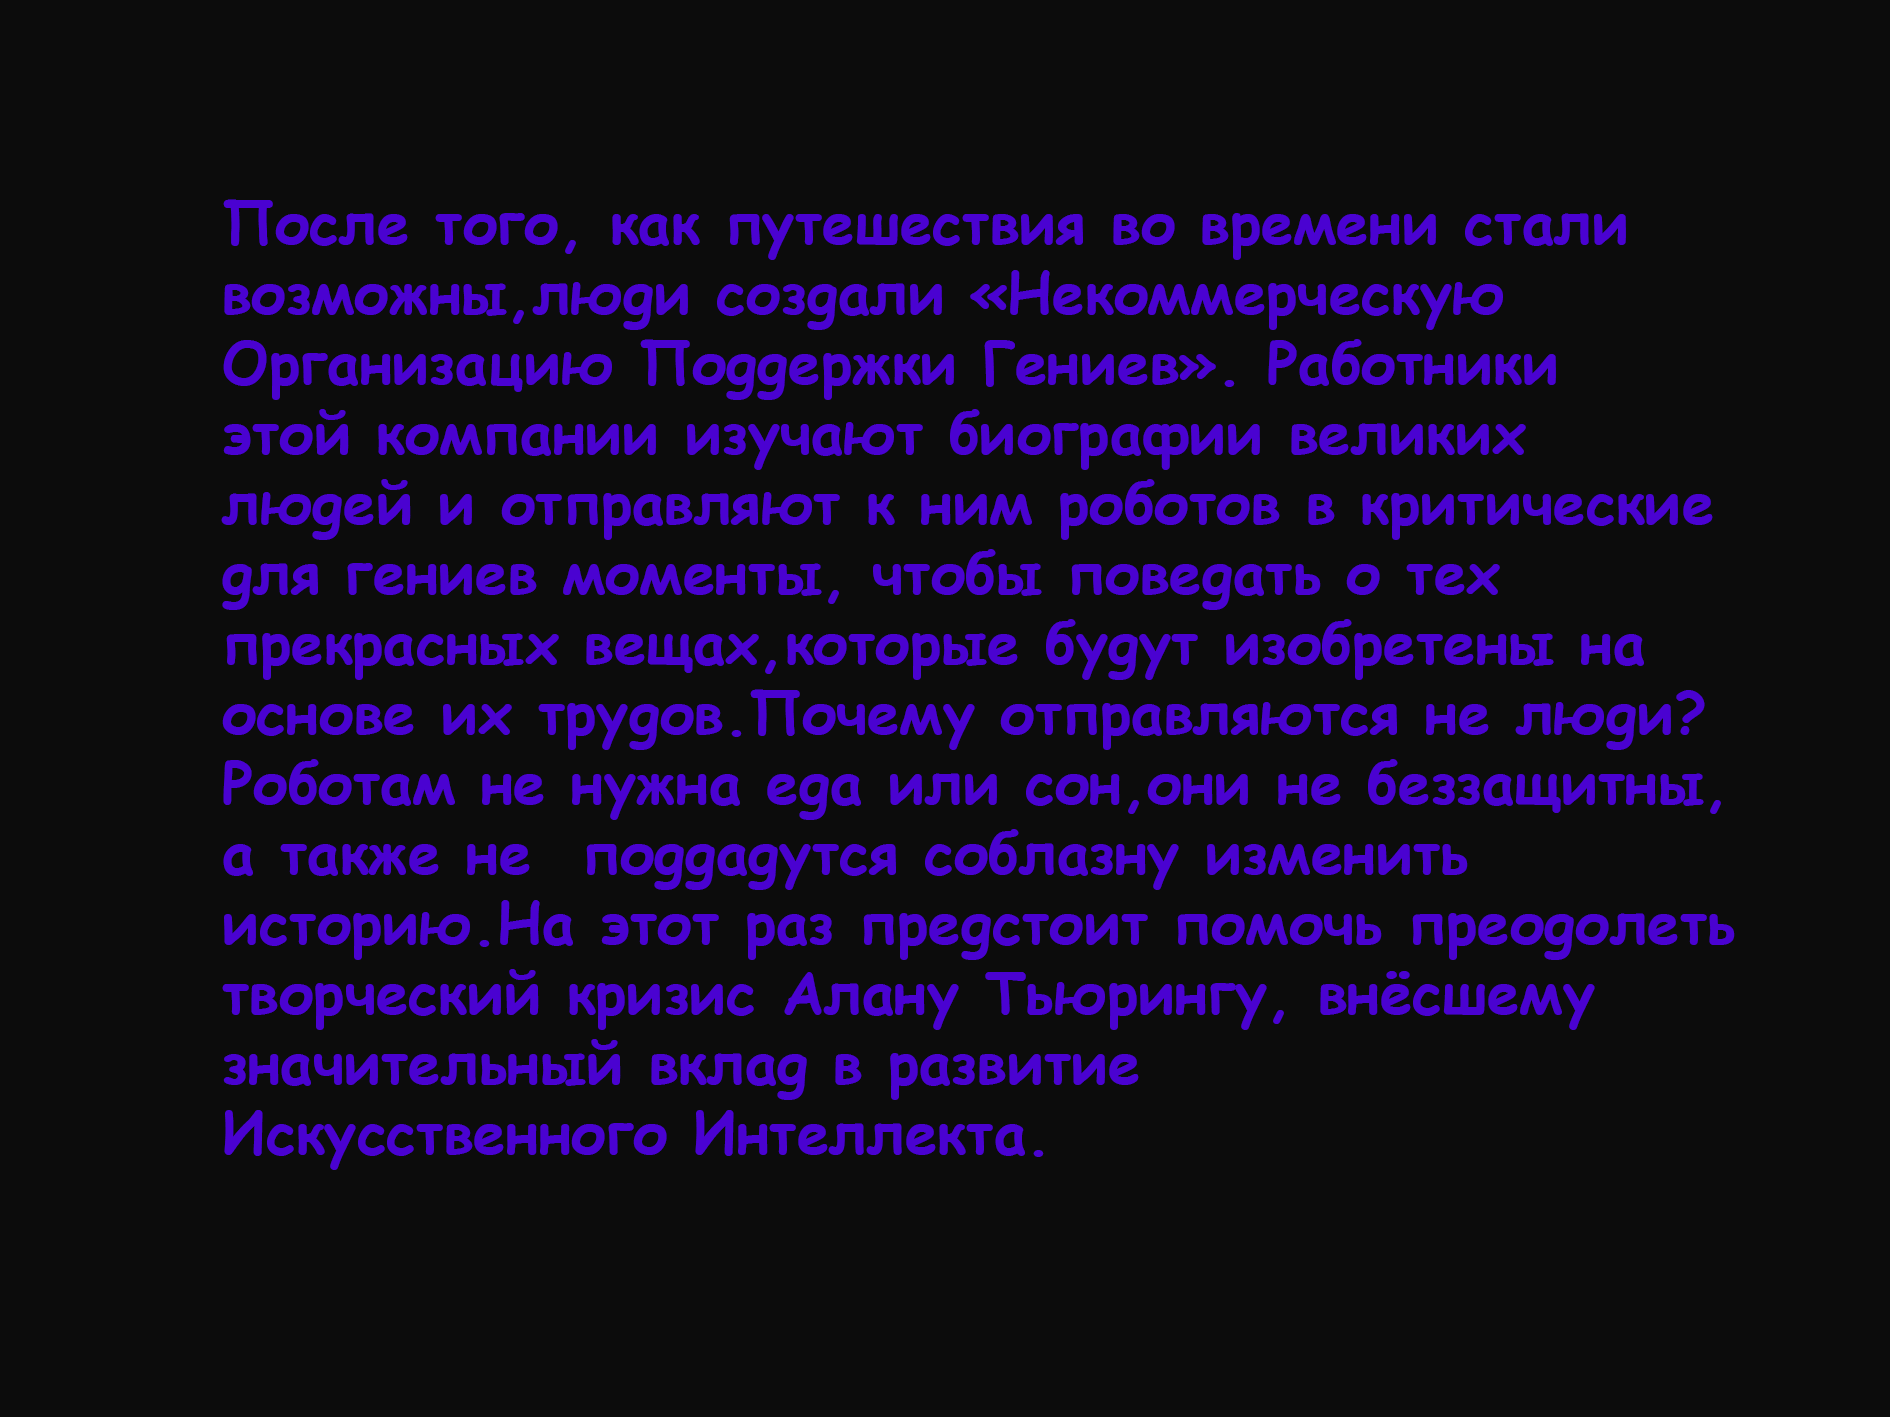 После того, как путешествия во времени стали
возможны,люди создали «Некоммерческую
Организацию Поддержки Гениев». Работники
этой компании изучают биографии великих
людей и отправляют к ним роботов в критические
для гениев моменты, чтобы поведать о тех
прекрасных вещах,которые будут изобретены на
основе их трудов.Почему отправляются не люди?
Роботам не нужна еда или сон,они не беззащитны,
а также не  поддадутся соблазну изменить
историю.На этот раз предстоит помочь преодолеть
творческий кризис Алану Тьюрингу, внёсшему
значительный вклад в развитие
Искусственного Интеллекта.